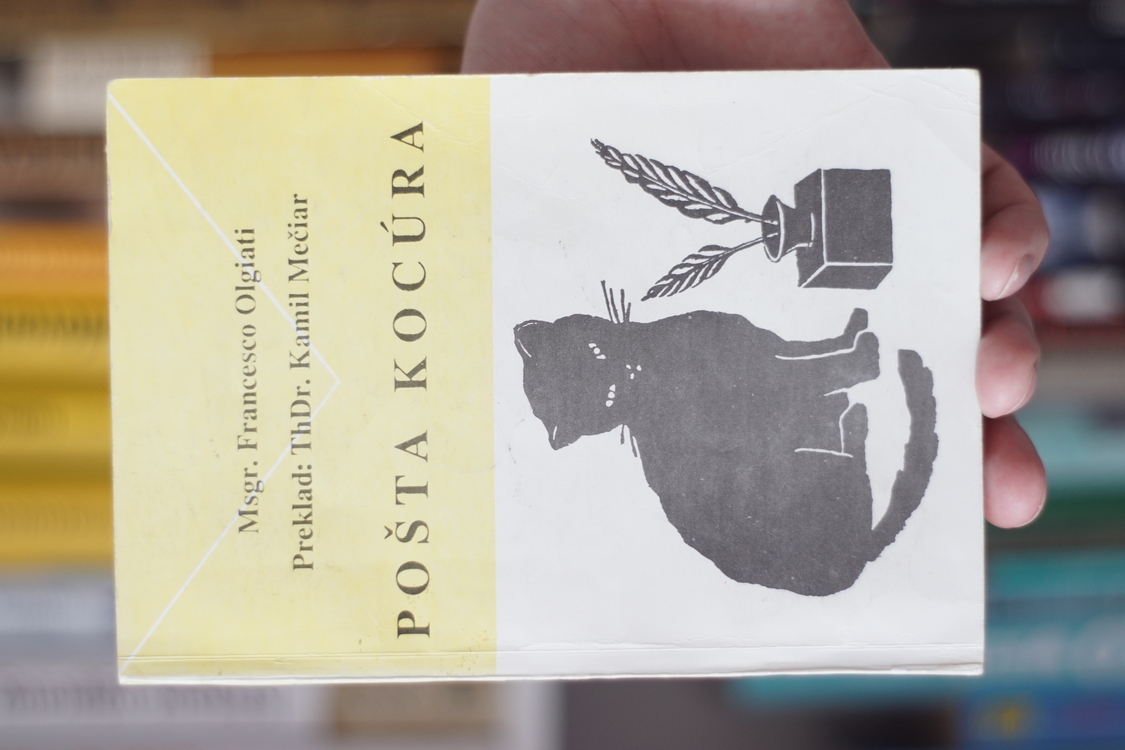 Msgr. Francesco Olgiati
Preklad: ThDr. Kamil Mečiar
POŠTA KOCÚRA